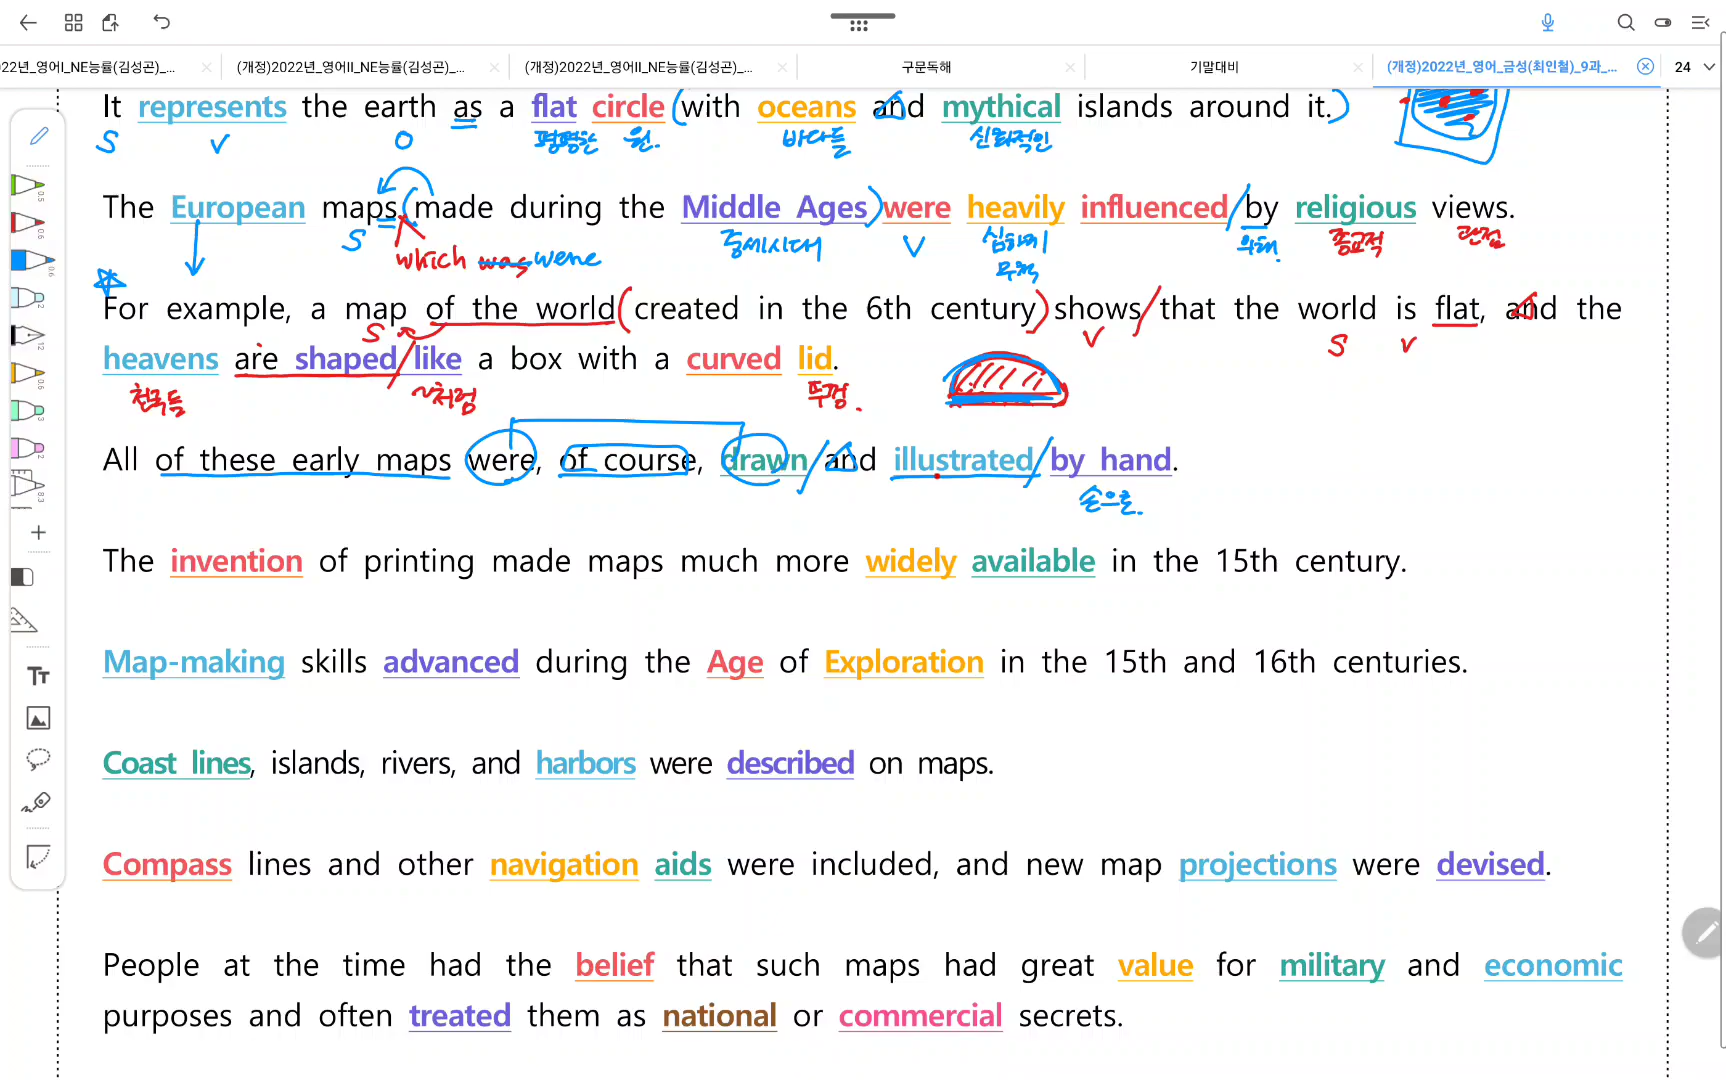 22년_영어I_NE능률(김성곤)_... (개정)2022년_영어II_NE능률(김성곤)_... (개정)2022년_영어II_NE능률(김성곤)_... 구문독해 기말대비 (개정)2022년_영어_금성(최인철)_9과_... 24
It represents the earth as a flat circle (with oceans and mythical islands around it.)
S V O 평평한 원. 바다들 신화적인
The European maps (made during the Middle Ages) were heavily influenced / by religious views.
S which was were 중세시대 V 심하게 무척 의해. 종교적 관점
For example, a map of the world (created in the 6th century) shows / that the world is flat, and the
S V S V
heavens are shaped / like a box with a curved lid.
천국들 ~처럼 뚜껑.
All of these early maps were, of course, drawn / and illustrated / by hand.
손으로.
The invention of printing made maps much more widely available in the 15th century.
Map-making skills advanced during the Age of Exploration in the 15th and 16th centuries.
Coast lines, islands, rivers, and harbors were described on maps.
Compass lines and other navigation aids were included, and new map projections were devised.
People at the time had the belief that such maps had great value for military and economic
purposes and often treated them as national or commercial secrets.